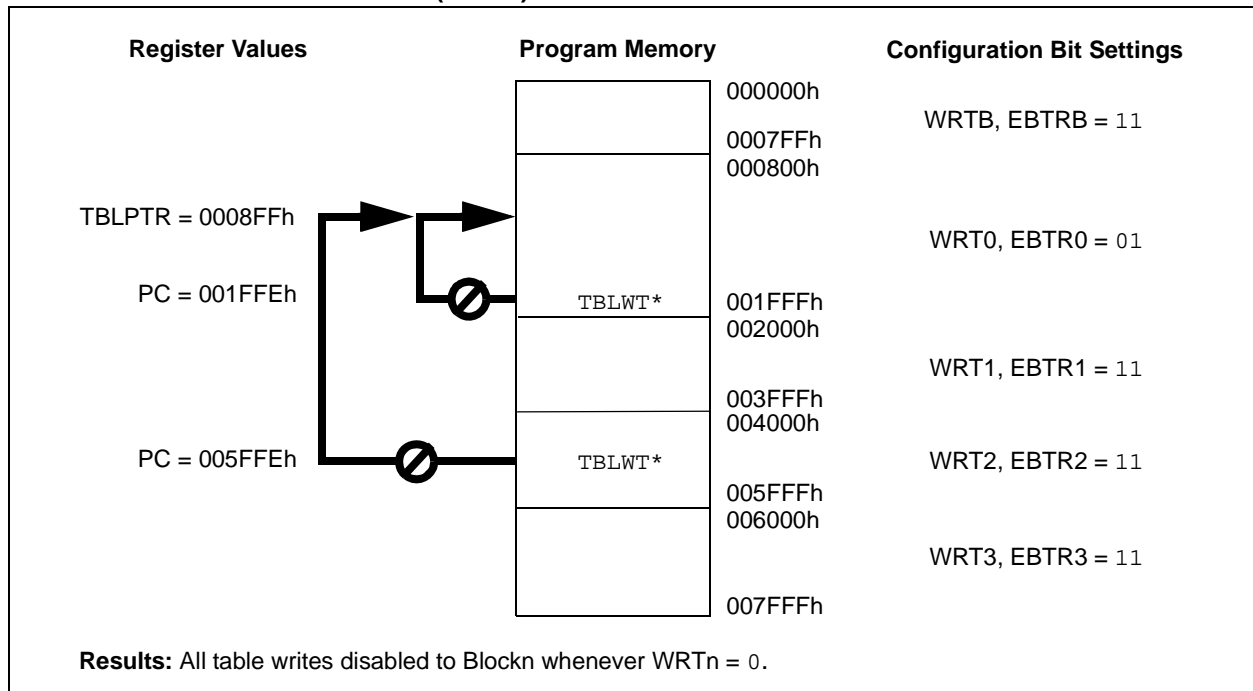 Register Values Program Memory Configuration Bit Settings
000000h
WRTB, EBTRB = 11
0007FFh
000800h
TBLPTR = 0008FFh
WRT0, EBTR0 = 01
PC = 001FFEh TBLWT* 001FFFh
002000h
WRT1, EBTR1 = 11
003FFFh
004000h
PC = 005FFEh TBLWT* WRT2, EBTR2 = 11
005FFFh
006000h
WRT3, EBTR3 = 11
007FFFh
Results: All table writes disabled to Blockn whenever WRTn = 0.